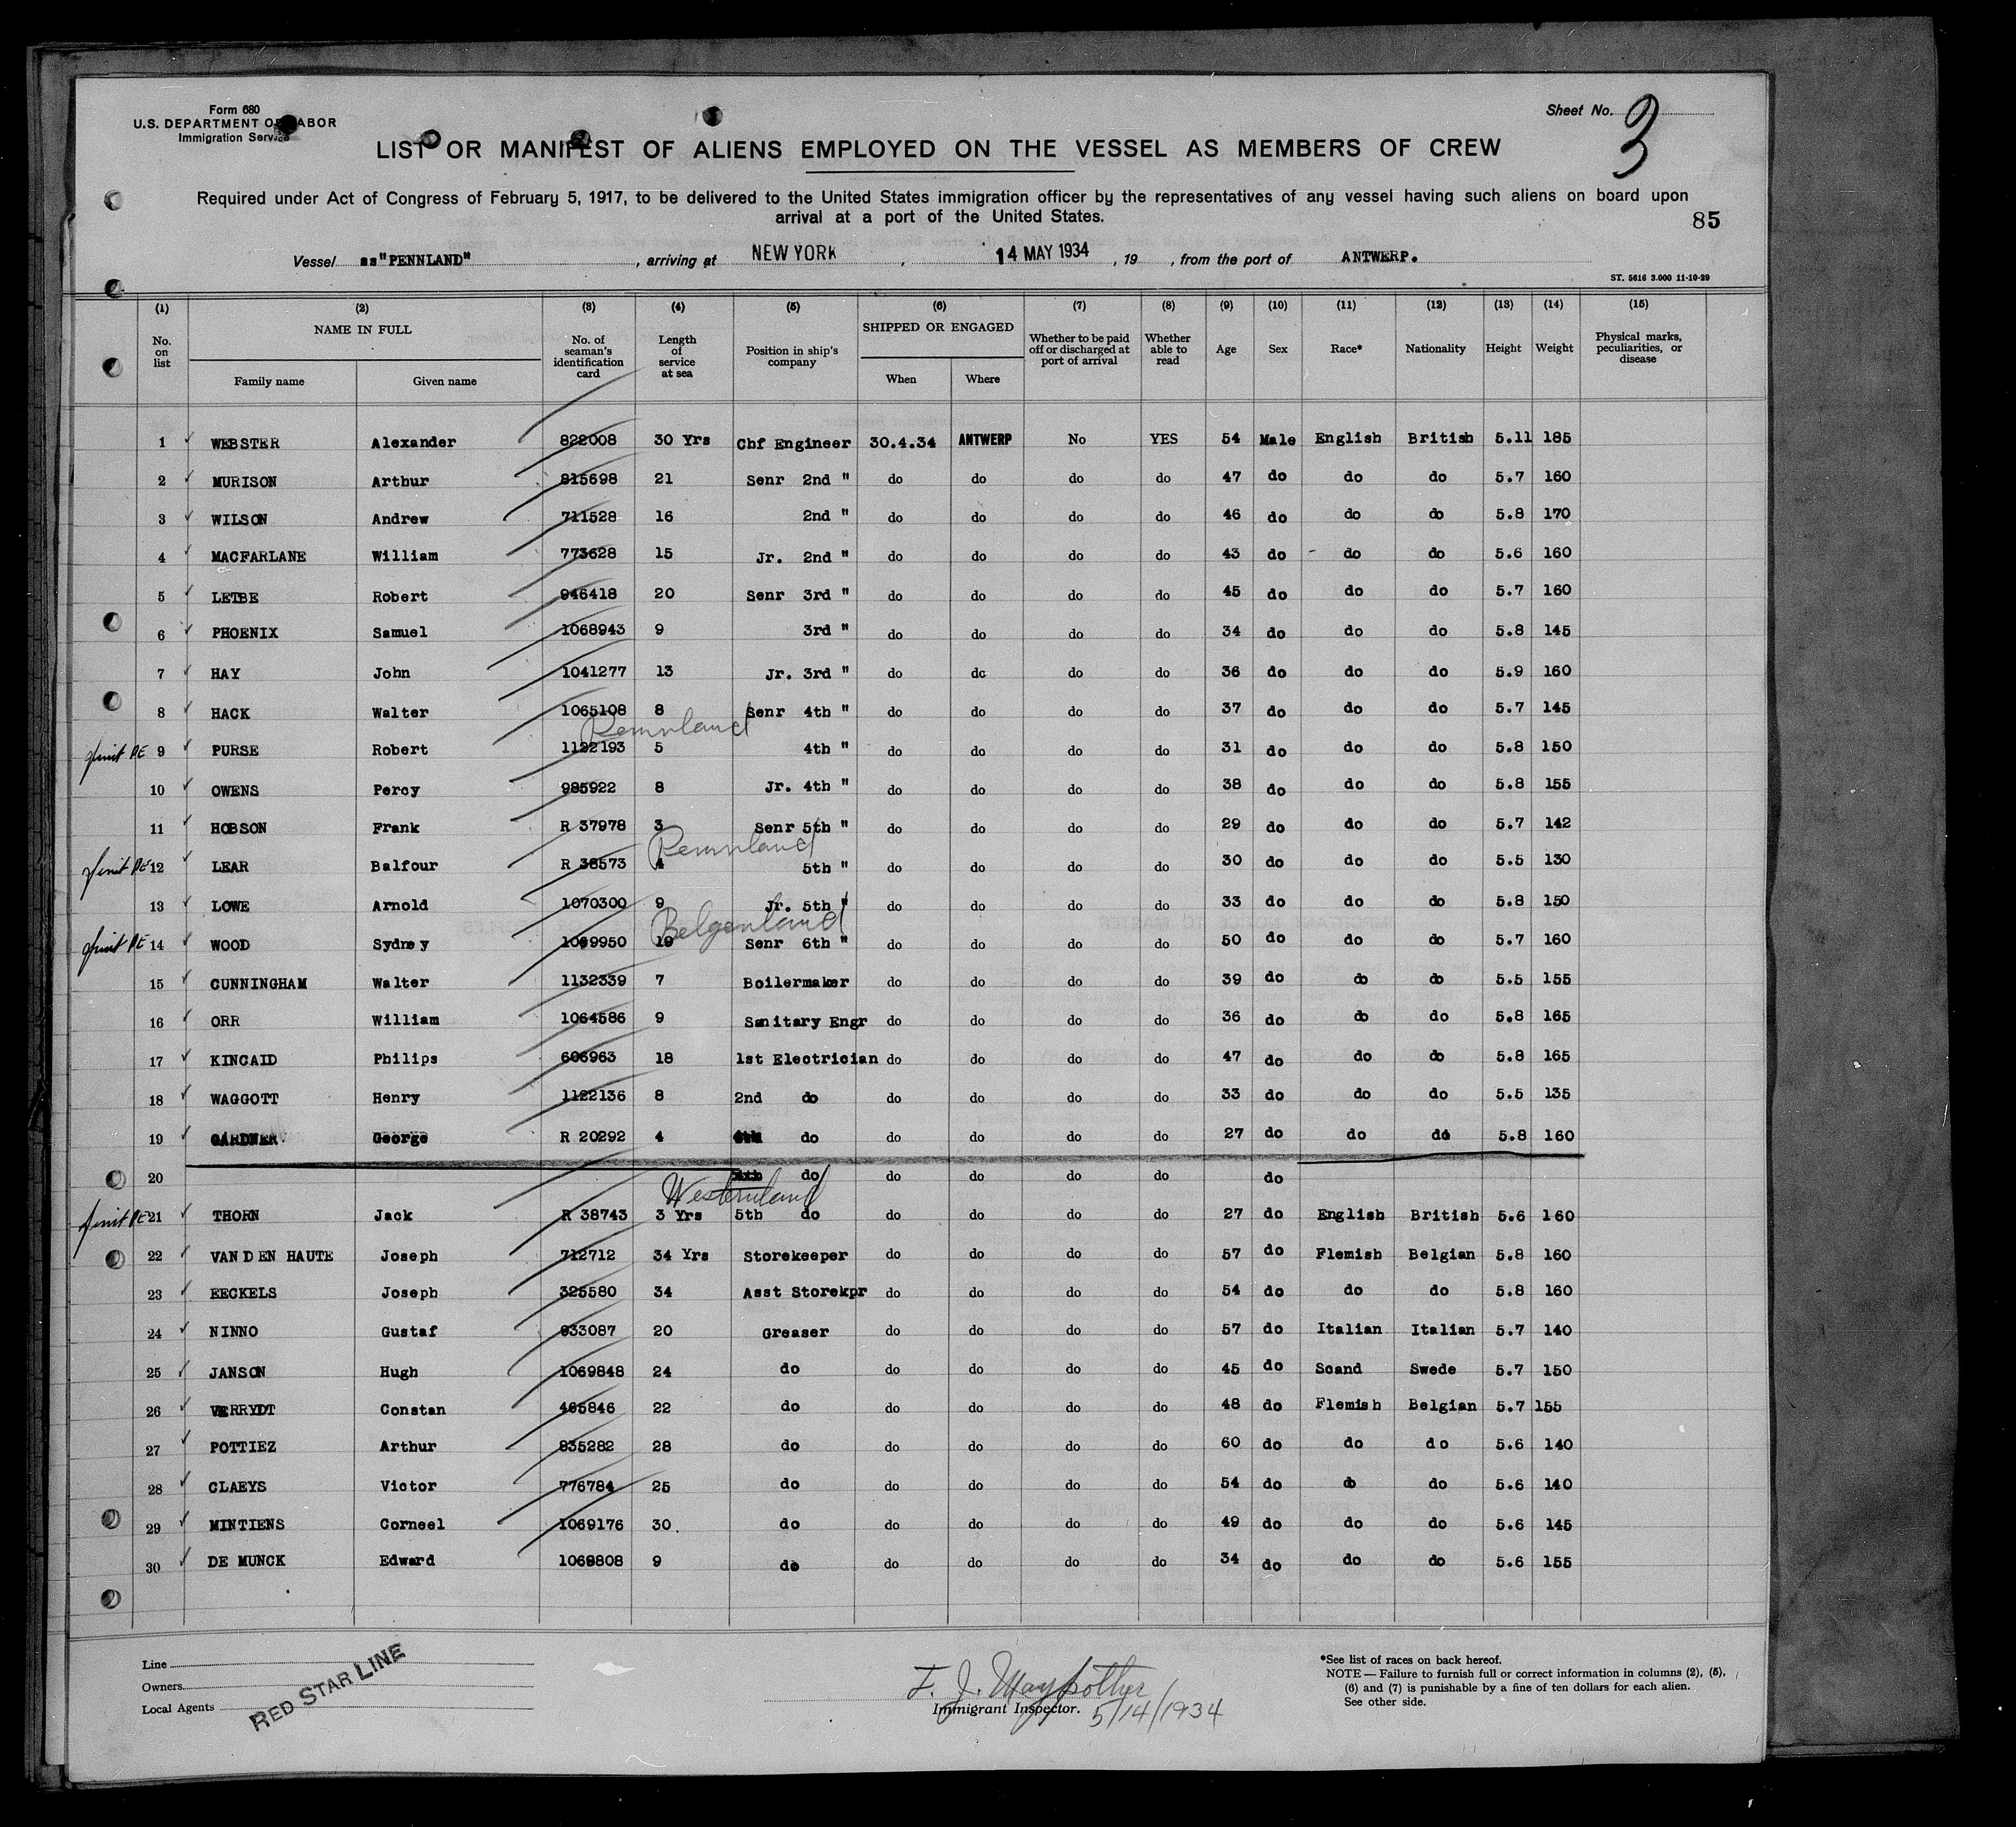 Form 680
U.S. DEPARTMENT OF LABOR
Immigration Service
Sheet No. 3
LIST OR MANIFEST OF ALIENS EMPLOYED ON THE VESSEL AS MEMBERS OF CREW
Required under Act of Congress of February 5, 1917, to be delivered to the United States immigration officer by the representatives of any vessel having such aliens on board upon
arrival at a port of the United States.
85
Vessel ss"PENNLAND", arriving at NEW YORK, 14 MAY 1934, 19 , from the port of ANTWERP.
ST. 5616 3.000 11-10-29
(1) (2) (3) (4) (5) (6) (7) (8) (9) (10) (11) (12) (13) (14) (15)
No. on list NAME IN FULL Family name Given name No. of seaman's identification card Length of service at sea Position in ship's company SHIPPED OR ENGAGED When Where Whether to be paid off or discharged at port of arrival Whether able to read Age Sex Race* Nationality Height Weight Physical marks, peculiarities, or disease
1 WEBSTER Alexander 822008 30 Yrs Chf Engineer 30.4.34 ANTWERP No YES 54 Male English British 5.11 185
2 MURISON Arthur 815698 21 Senr 2nd " do do do do 47 do do do 5.7 160
3 WILSON Andrew 711528 16 2nd " do do do do 46 do do do 5.8 170
4 MACFARLANE William 773628 15 Jr. 2nd " do do do do 43 do do do 5.6 160
5 LETBE Robert 946418 20 Senr 3rd " do do do do 45 do do do 5.7 160
6 PHOENIX Samuel 1068943 9 3rd " do do do do 34 do do do 5.8 145
7 HAY John 1041277 13 Jr. 3rd " do do do do 36 do do do 5.9 160
8 HACK Walter 1065108 8 Senr 4th " do do do do 37 do do do 5.7 145
Pennland
9 PURSE Robert 1122193 5 4th " do do do do 31 do do do 5.8 150
10 OWENS Percy 985922 8 Jr. 4th " do do do do 38 do do do 5.8 155
11 HOBSON Frank R 37978 3 Senr 5th " do do do do 29 do do do 5.7 142
Pennland
12 LEAR Balfour R 38573 4 5th " do do do do 30 do do do 5.5 130
13 LOWE Arnold 1070300 9 Jr. 5th " do do do do 33 do do do 5.8 150
Belgenland
14 WOOD Sydney 1069950 19 Senr 6th " do do do do 50 do do do 5.7 160
15 CUNNINGHAM Walter 1132339 7 Boilermaker do do do do 39 do do do 5.5 155
16 ORR William 1064586 9 Sanitary Engr do do do do 36 do do do 5.8 165
17 KINCAID Philips 606963 18 1st Electrician do do do do 47 do do do 5.8 165
18 WAGGOTT Henry 1122136 8 2nd do do do do do 33 do do do 5.5 135
19 GARDNER George R 20292 4 do do do do do 27 do do do 5.8 160
20 do do do do do do
Westernland
21 THORN Jack R 38743 3 Yrs 5th do do do do do 27 do English British 5.6 160
22 VAN DEN HAUTE Joseph 712712 34 Yrs Storekeeper do do do do 57 do Flemish Belgian 5.8 160
23 EECKELS Joseph 325580 34 Asst Storekpr do do do do 54 do do do 5.8 160
24 NINNO Gustaf 933087 20 Greaser do do do do 57 do Italian Italian 5.7 140
25 JANSON Hugh 1069848 24 do do do do do 45 do Scand Swede 5.7 150
26 VERRYDT Constan 465846 22 do do do do do 48 do Flemish Belgian 5.7 155
27 POTTIEZ Arthur 835282 28 do do do do do 60 do do do 5.6 140
28 CLAEYS Victor 776784 25 do do do do do 54 do do do 5.6 140
29 MINTIENS Corneel 1069176 30. do do do do do 49 do do do 5.6 145
30 DE MUNCK Edward 1069808 9 do do do do do 34 do do do 5.6 155
Line
Owners
Local Agents
RED STAR LINE
F. J. Maypother
Immigrant Inspector. 5/14/1934
*See list of races on back hereof.
NOTE — Failure to furnish full or correct information in columns (2), (5),
(6) and (7) is punishable by a fine of ten dollars for each alien.
See other side.